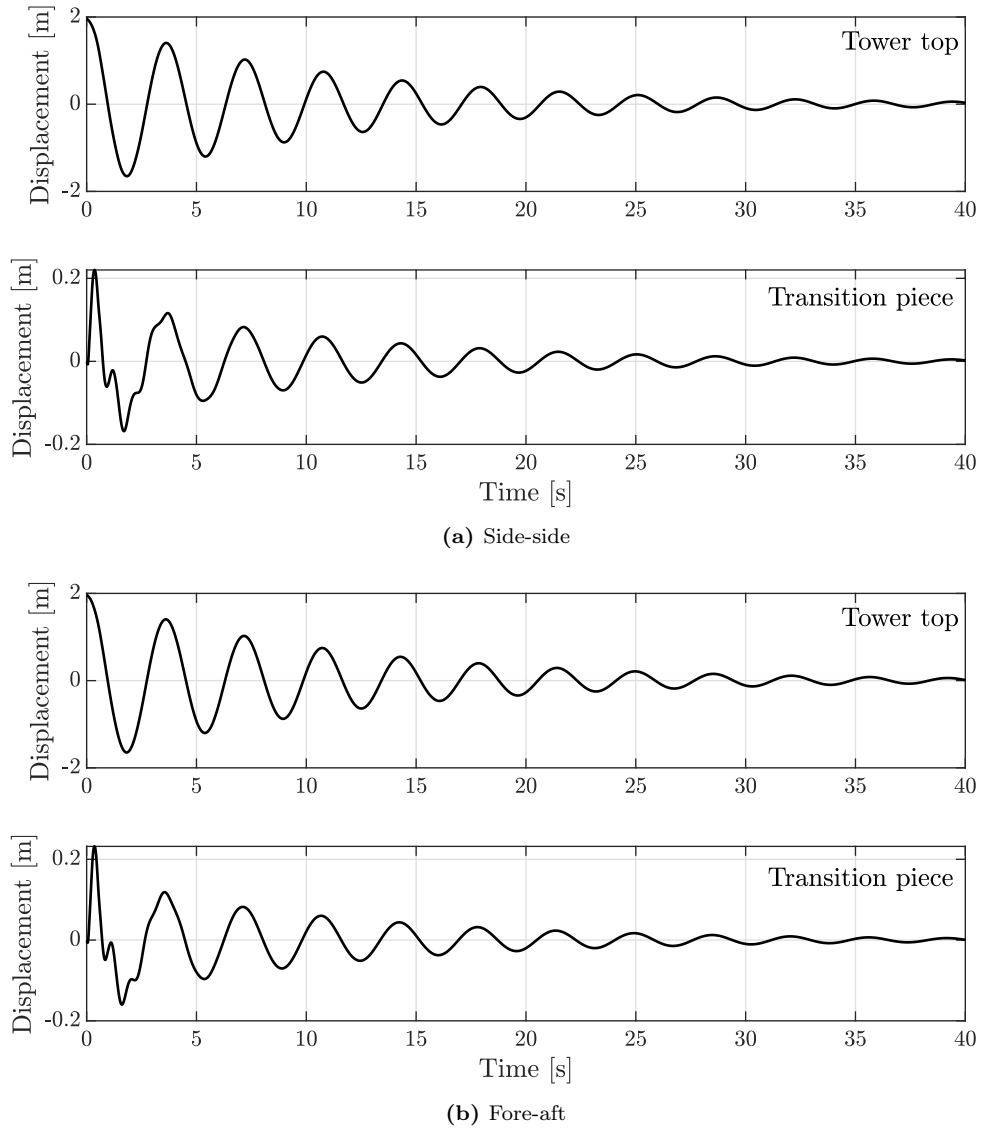 Displacement [m]
2
0
-2
Tower top
0 5 10 15 20 25 30 35 40
Displacement [m]
0.2
0
-0.2
Transition piece
0 5 10 15 20 25 30 35 40
Time [s]
(a) Side-side
Displacement [m]
2
0
-2
Tower top
0 5 10 15 20 25 30 35 40
Displacement [m]
0.2
0
-0.2
Transition piece
0 5 10 15 20 25 30 35 40
Time [s]
(b) Fore-aft